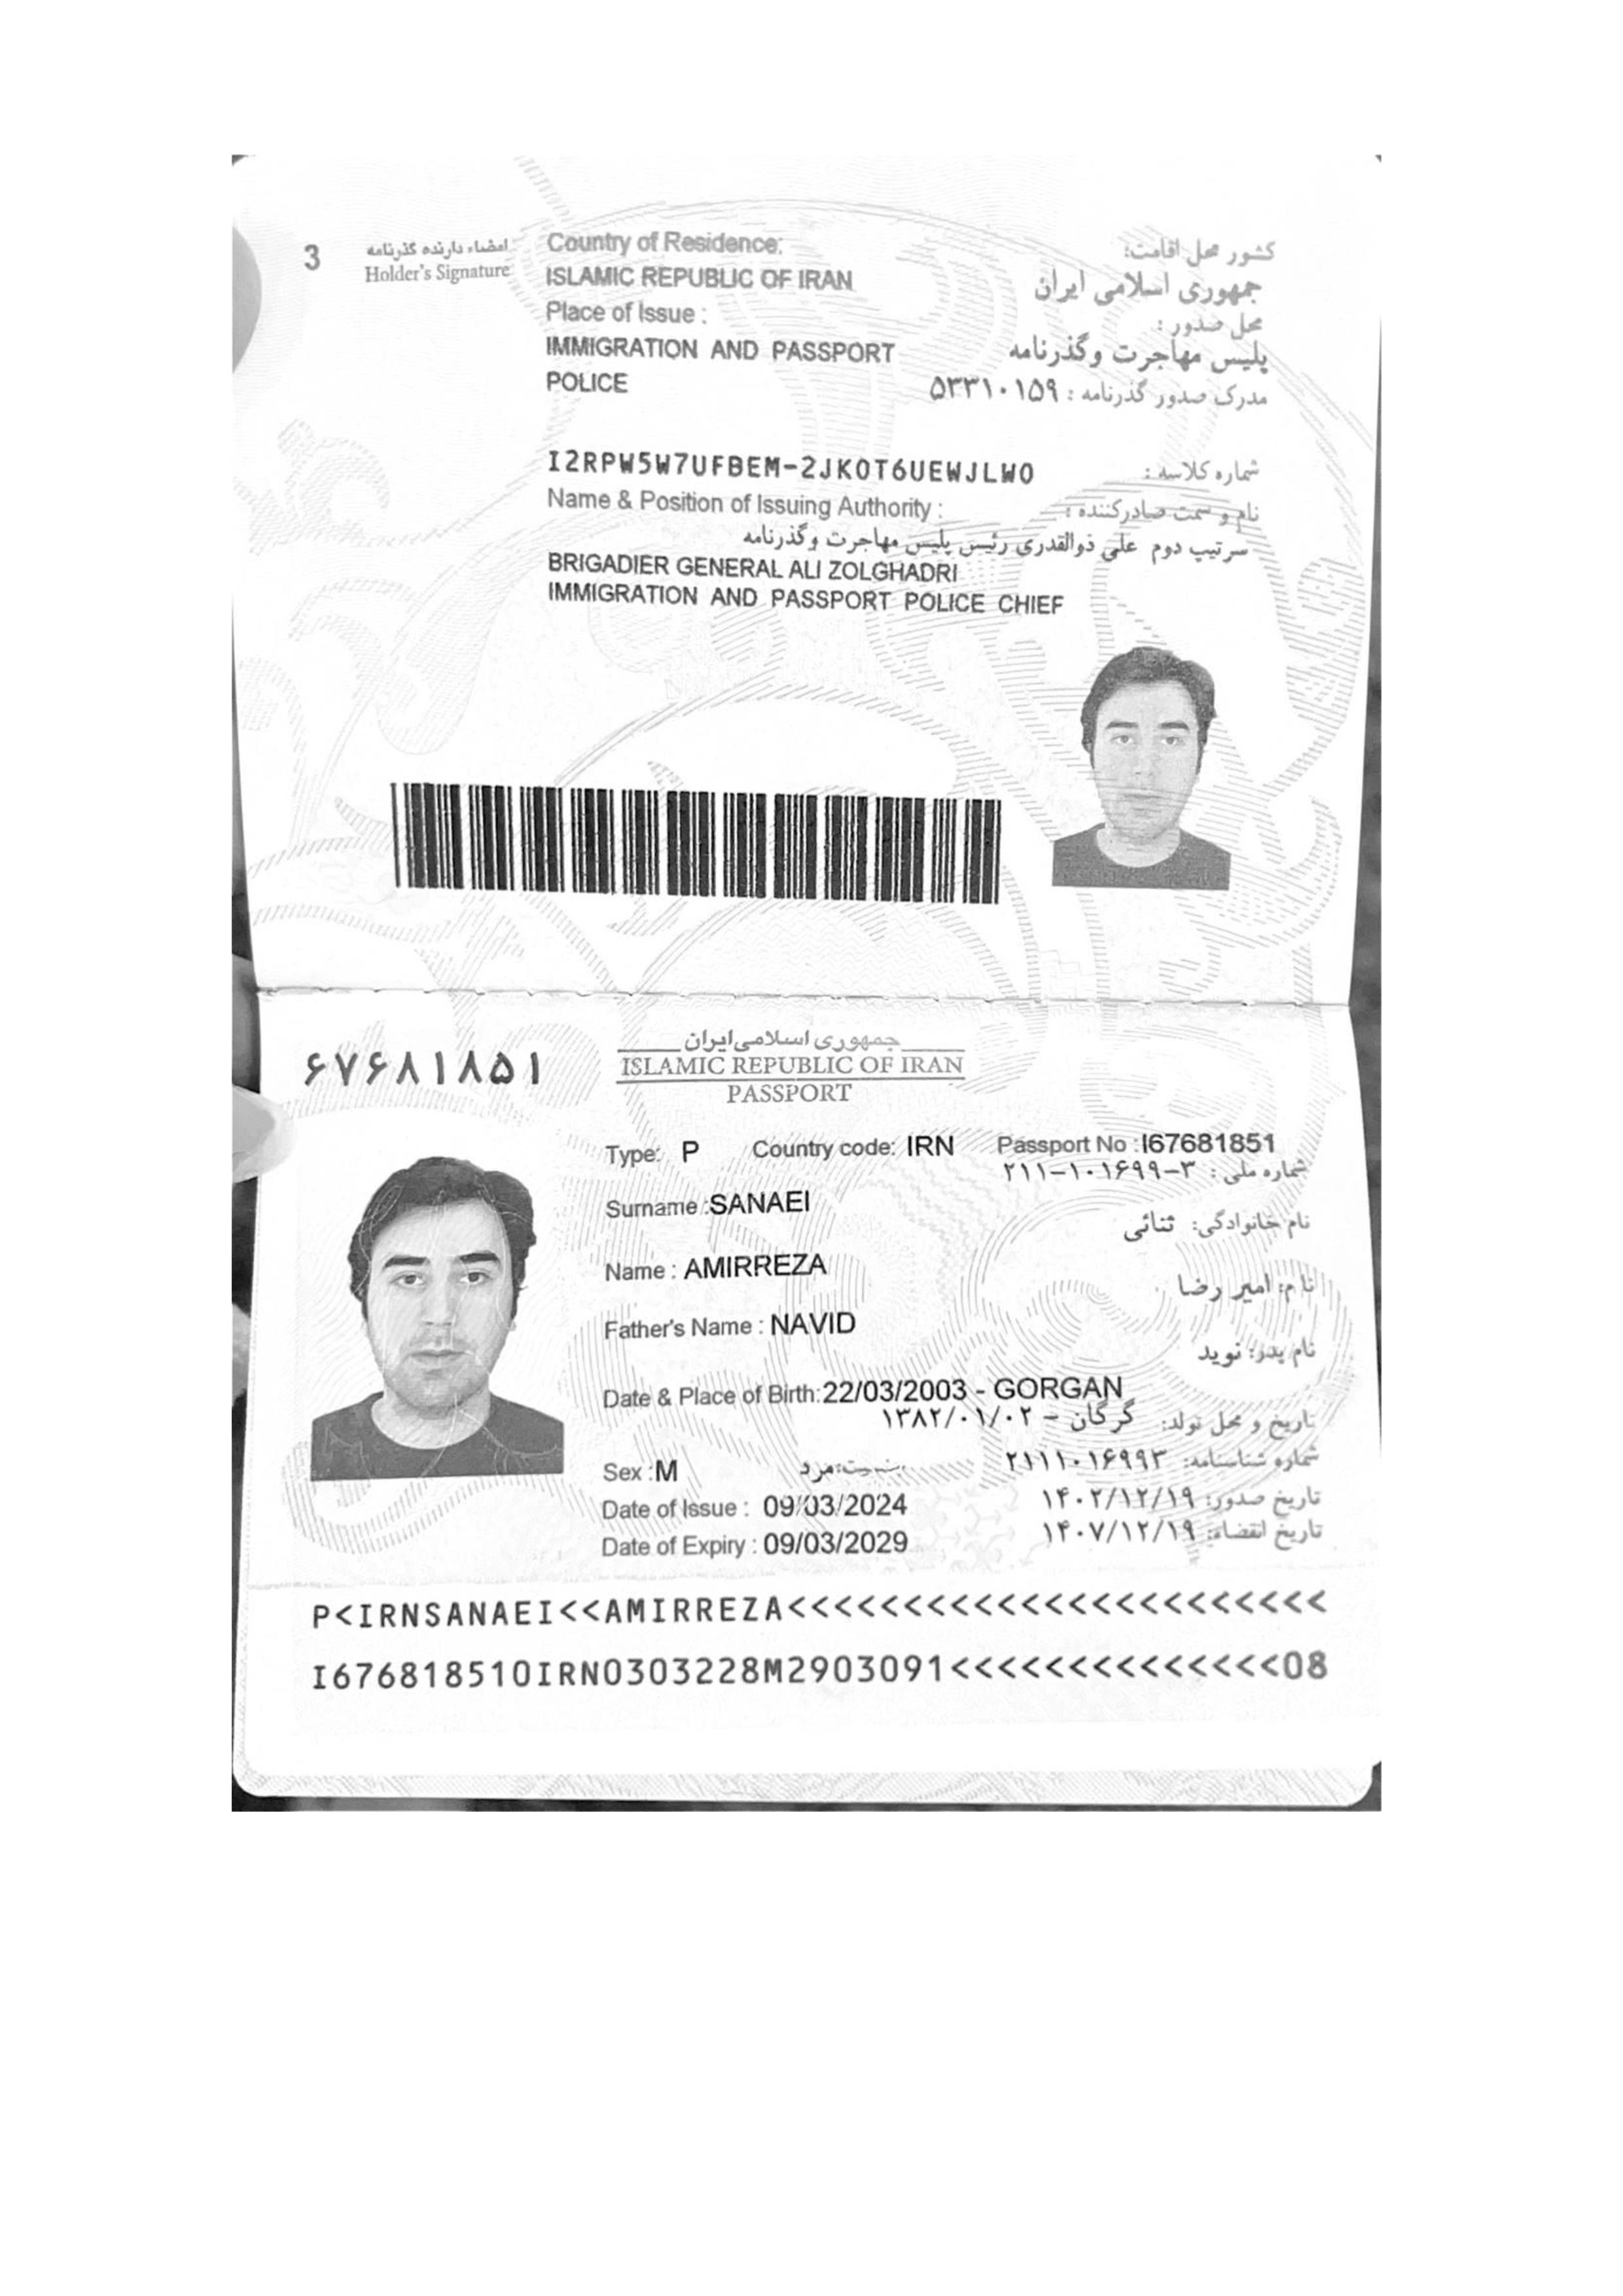 3
امضاء دارنده گذرنامه
Holder's Signature
Country of Residence:
کشور محل اقامت:
ISLAMIC REPUBLIC OF IRAN
جمهوری اسلامی ایران
Place of Issue :
محل صدور :
IMMIGRATION AND PASSPORT
POLICE
پلیس مهاجرت وگذرنامه
مدرک صدور گذرنامه : ۵۳۳۱۰۱۵۹
I2RPW5W7UFBEM-2JKOT6UEWJLWO
شماره کلاسه :
Name & Position of Issuing Authority :
نام و سمت صادرکننده :
سرتیپ دوم علی ذوالقدری رئیس پلیس مهاجرت وگذرنامه
BRIGADIER GENERAL ALI ZOLGHADRI
IMMIGRATION AND PASSPORT POLICE CHIEF
۶۷۶۸۱۸۵۱
جمهوری اسلامی ایران
ISLAMIC REPUBLIC OF IRAN
PASSPORT
Type: P Country code: IRN Passport No :I67681851
شماره ملی : ۲۱۱-۱۰۱۶۹۹-۳
Surname :SANAEI
نام خانوادگی: ثنائی
Name : AMIRREZA
نام: امیر رضا
Father's Name : NAVID
نام پدر: نوید
Date & Place of Birth:22/03/2003 - GORGAN
تاریخ و محل تولد: گرگان - ۱۳۸۲/۰۱/۰۲
شماره شناسنامه: ۲۱۱۱۰۱۶۹۹۳
Sex :M
جنسیت:مرد
Date of Issue : 09/03/2024
تاریخ صدور: ۱۴۰۲/۱۲/۱۹
Date of Expiry : 09/03/2029
تاریخ انقضاء: ۱۴۰۷/۱۲/۱۹
P<IRNSANAEI<<AMIRREZA<<<<<<<<<<<<<<<<<<<<<<<
I676818510IRN0303228M2903091<<<<<<<<<<<<<<08